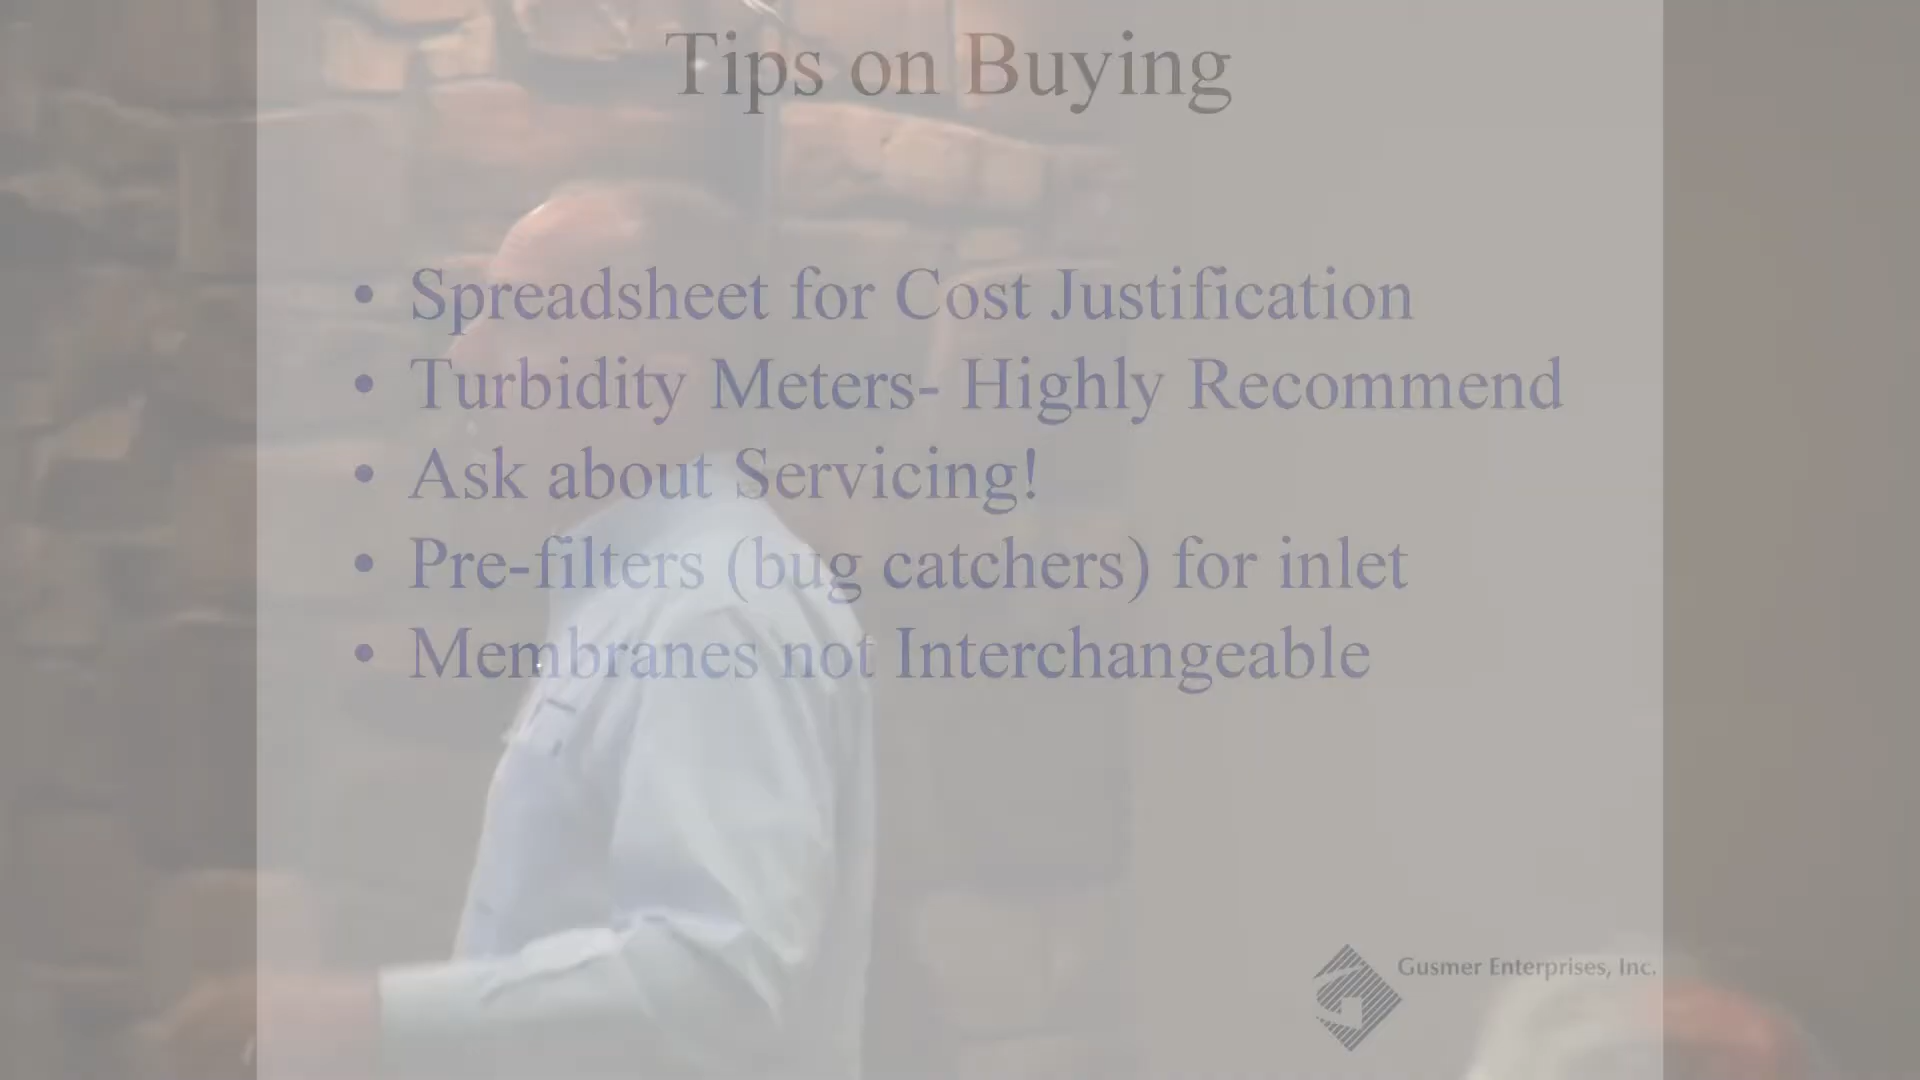 Tips on Buying
• Spreadsheet for Cost Justification
• Turbidity Meters- Highly Recommend
• Ask about Servicing!
• Pre-filters (bug catchers) for inlet
• Membranes not Interchangeable
Gusmer Enterprises, Inc.